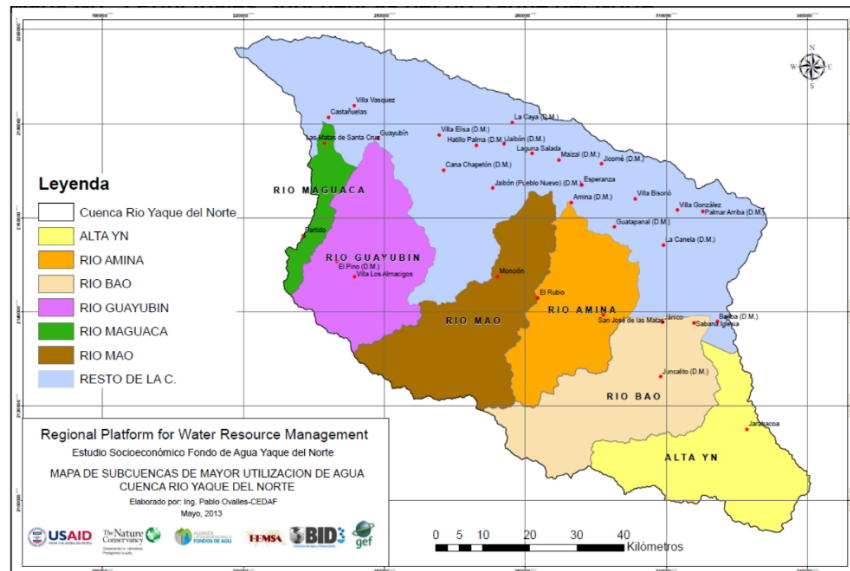 N
W E
S
Villa Vasquez
Castañuelas
La Caya (D.M.)
Las Matas de Santa Cruz
Guayubín
Villa Elisa (D.M.)
Hatillo Palma (D.M.)
Jaibón (D.M.)
Laguna Salada
Maizal (D.M.)
Jicomé (D.M.)
Cana Chapetón (D.M.)
Jaibón (Pueblo Nuevo) (D.M.)
Esperanza
Amina (D.M.)
Villa Bisonó
Villa González
Palmar Arriba (D.M.)
Guatapanal (D.M.)
La Canela (D.M.)
RIO MAGUACA
Partido
RIO GUAYUBIN
El Pino (D.M.)
Villa Los Almacigos
Monción
El Rubio
RIO MAO
RIO AMINA
San José de las Matas
Jánico
Sabana Iglesia
Baitoa (D.M.)
Juncalito (D.M.)
RIO BAO
Jarabacoa
ALTA YN
Leyenda
Cuenca Rio Yaque del Norte
ALTA YN
RIO AMINA
RIO BAO
RIO GUAYUBIN
RIO MAGUACA
RIO MAO
RESTO DE LA C.
Regional Platform for Water Resource Management
Estudio Socioeconómico Fondo de Agua Yaque del Norte
MAPA DE SUBCUENCAS DE MAYOR UTILIZACION DE AGUA
CUENCA RIO YAQUE DEL NORTE
Elaborado por: Ing. Pablo Ovalles-CEDAF
Mayo, 2013
USAID
The Nature Conservancy
FONDOS DE AGUA
FEMSA
BID
gef
0 5 10 20 30 40
Kilómetros